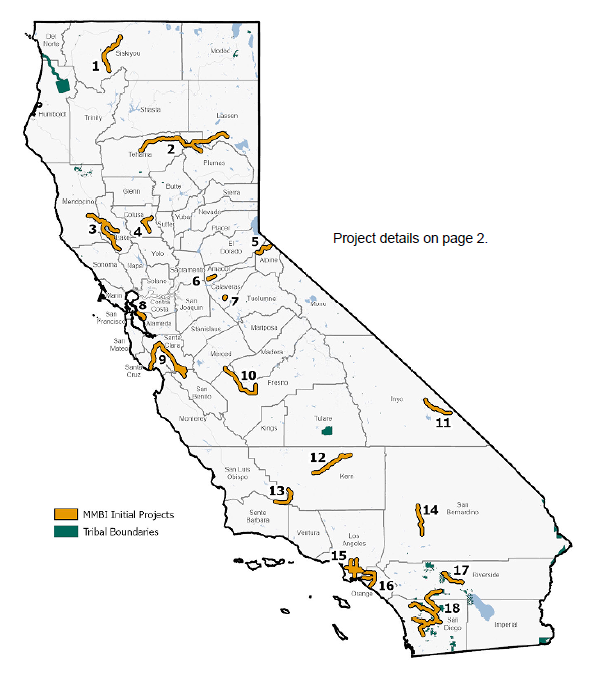 Del
Norte
Siskiyou
Modoc
1
Humboldt
Trinity
Shasta
Lassen
Tehama
2
Plumas
Glenn
Butte
Sierra
Mendocino
Colusa
Nevada
Yuba
Sutter
Placer
3
Lake
4
5
El
Dorado
Project details on page 2.
Sonoma
Napa
Yolo
Alpine
Sacramento
Amador
6
Solano
Calaveras
Marin
7
Tuolumne
Mono
8
Contra
Costa
San
Joaquin
San
Francisco
Alameda
Stanislaus
Mariposa
San
Mateo
Santa
Clara
9
Merced
Madera
Santa
Cruz
10
Fresno
San
Benito
Inyo
11
Monterey
Kings
Tulare
12
San Luis
Obispo
Kern
13
14
San
Bernardino
Santa
Barbara
MMBI Initial Projects
Tribal Boundaries
Ventura
Los
Angeles
15
16
Orange
17
Riverside
18
San
Diego
Imperial